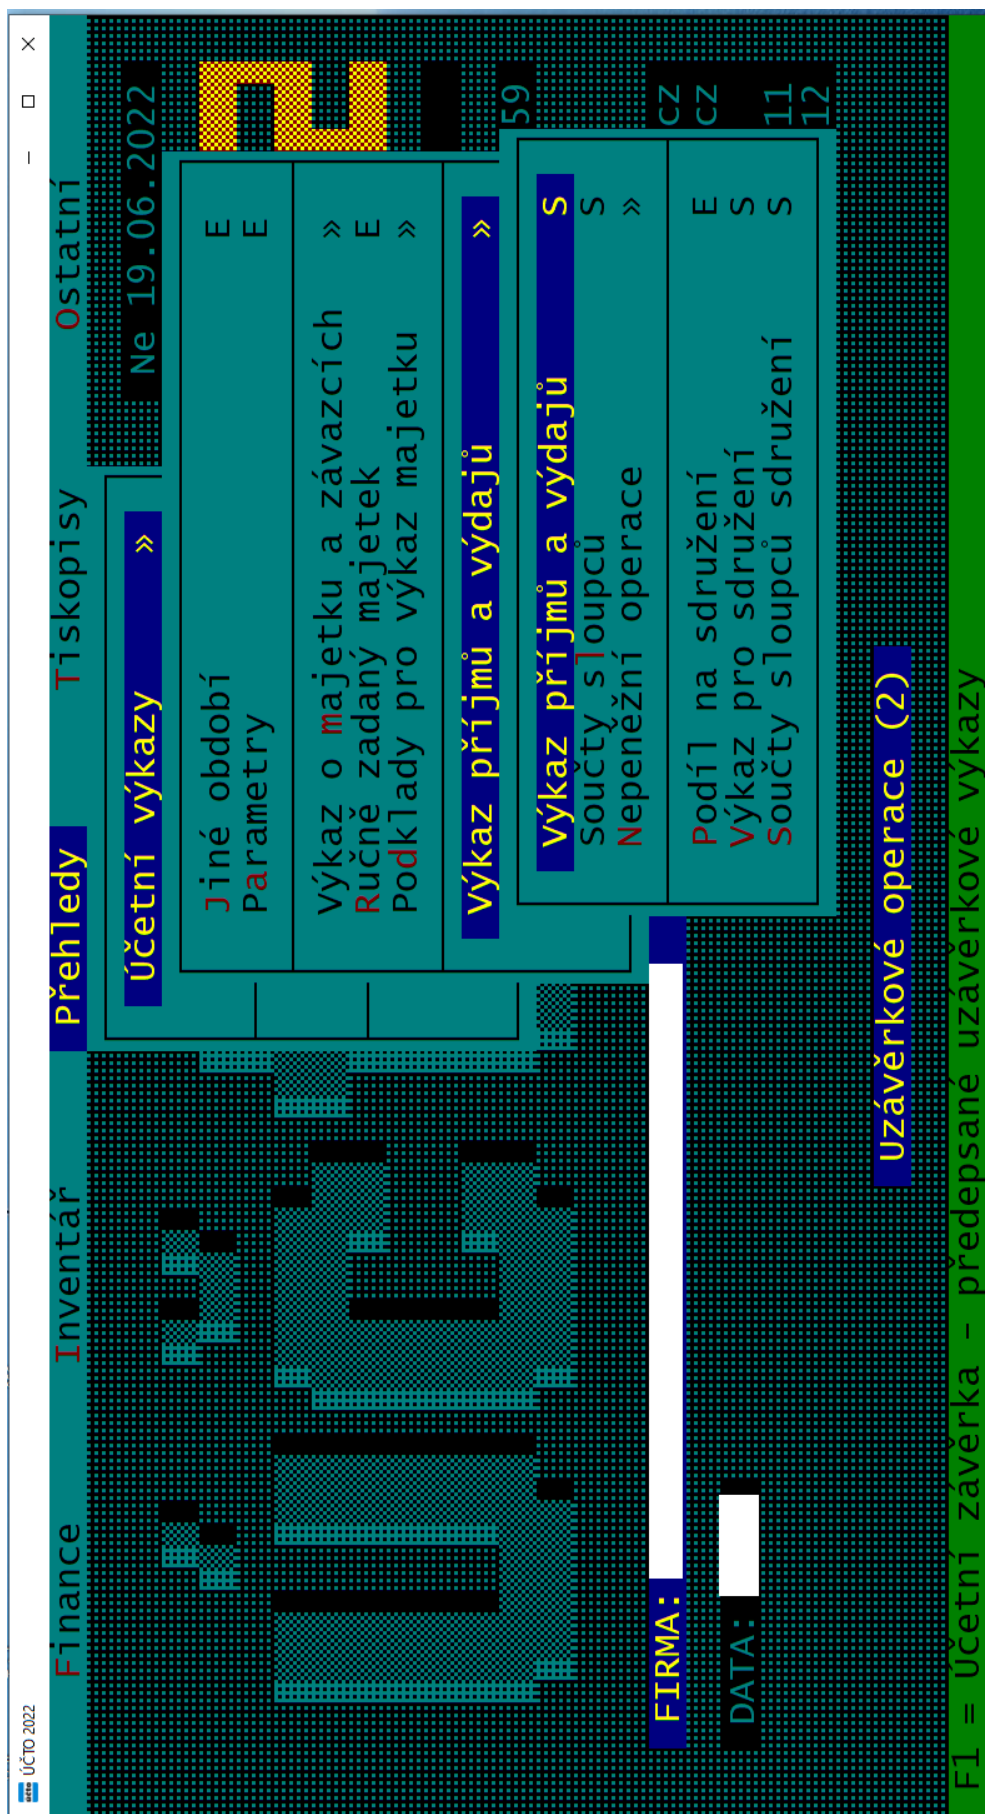 ÚČTO 2022
Finance Inventář Přehledy Tiskopisy Ostatní
Ne 19.06.2022
Účetní výkazy »
Jiné období E
Parametry E
Výkaz o majetku a závazcích »
Ručně zadaný majetek E
Podklady pro výkaz majetku »
Výkaz příjmů a výdajů »
59
Výkaz příjmů a výdajů S
Součty sloupců S
Nepeněžní operace »
FIRMA:
cz
Podíl na sdružení E
cz
DATA:
Výkaz pro sdružení S
Součty sloupců sdružení S
11
12
Uzávěrkové operace (2)
F1 = Účetní závěrka - předepsané uzávěrkové výkazy